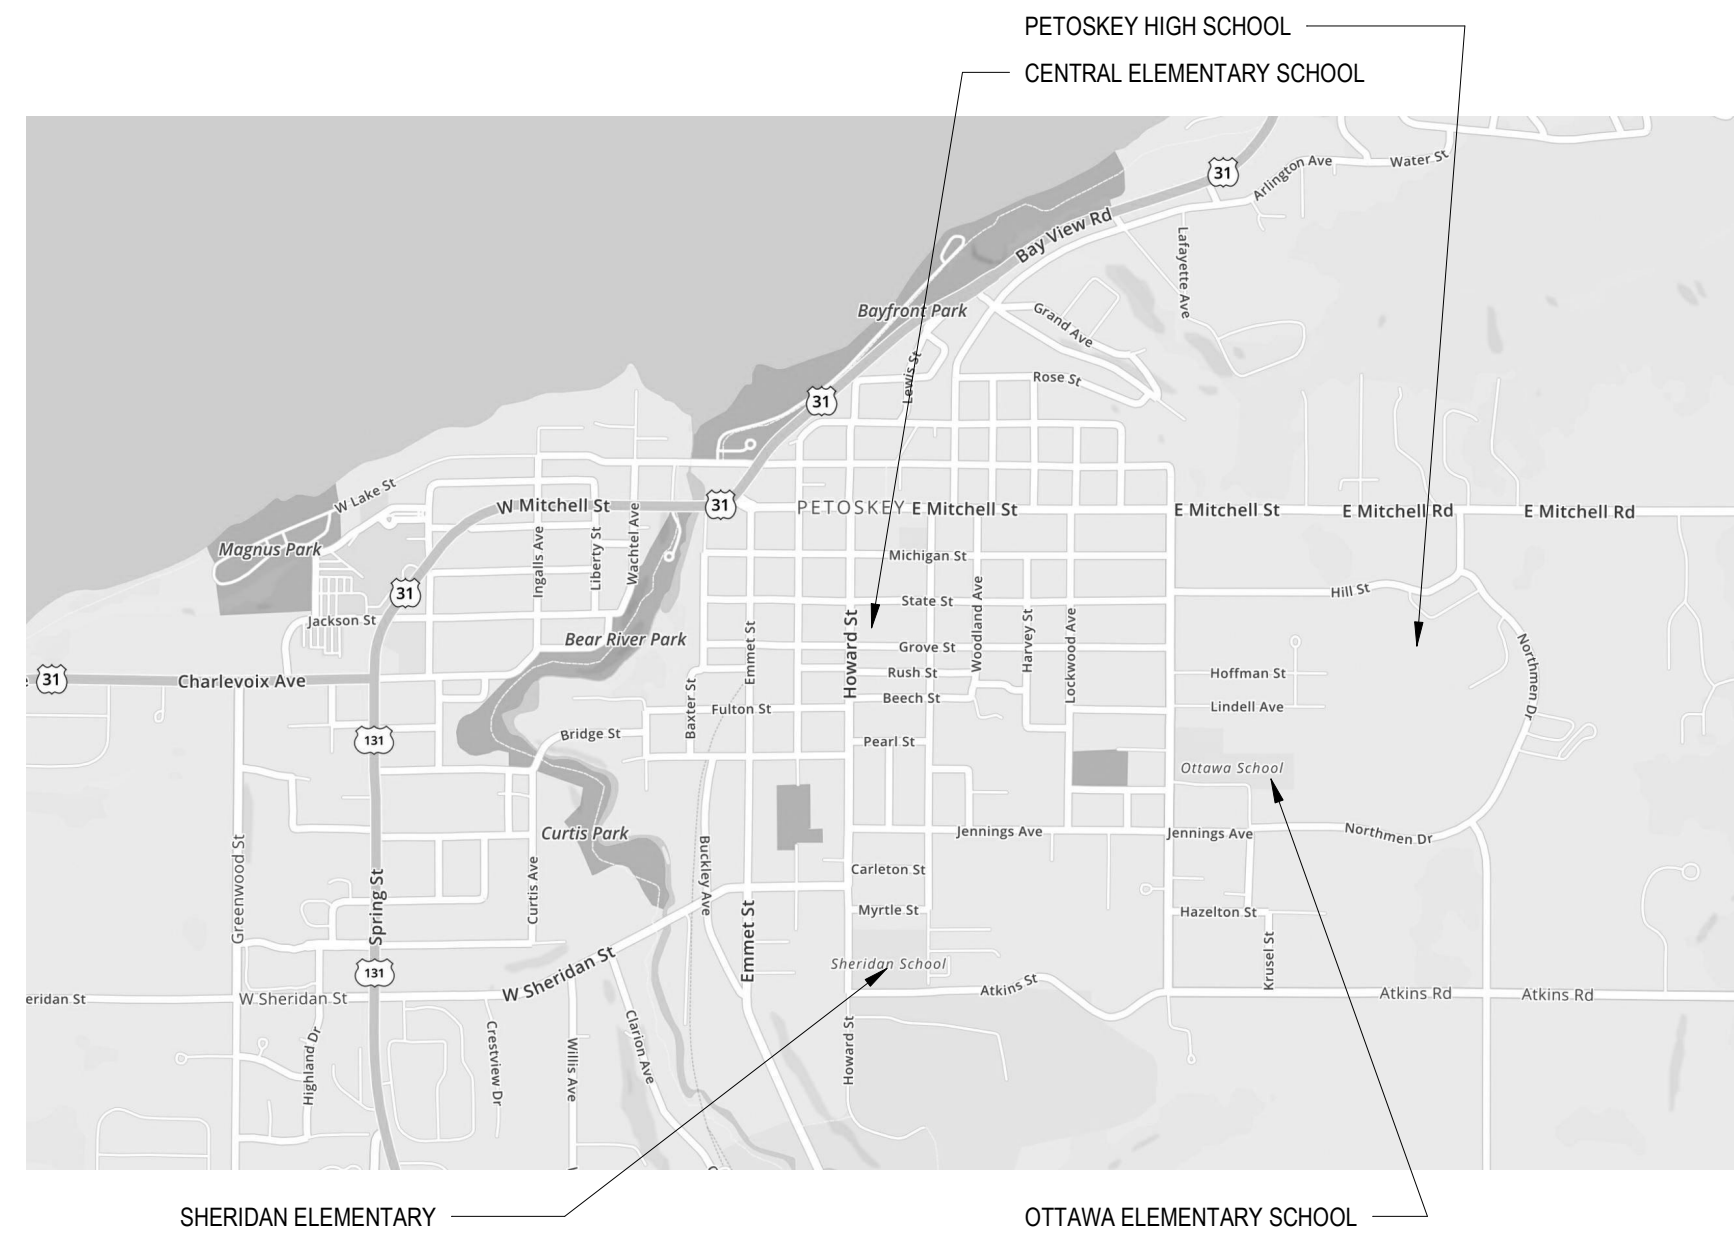 PETOSKEY HIGH SCHOOL
CENTRAL ELEMENTARY SCHOOL
31
Arlington Ave
Water St
Bay View Rd
Lafayette Ave
Bayfront Park
Grand Ave
Lewis St
Rose St
31
W Lake St
W Mitchell St
31
PETOSKEY
E Mitchell St
E Mitchell St
E Mitchell Rd
E Mitchell Rd
Magnus Park
Ingalls Ave
Liberty St
Wachtel Ave
Michigan St
31
State St
Woodland Ave
Hill St
Jackson St
Bear River Park
Emmet St
Howard St
Grove St
Harvey St
Lockwood Ave
Northmen Dr
31
Charlevoix Ave
Rush St
Hoffman St
Baxter St
Fulton St
Beech St
Lindell Ave
131
Bridge St
Pearl St
Ottawa School
Curtis Park
Jennings Ave
Jennings Ave
Northmen Dr
Greenwood St
Spring St
Curtis Ave
Buckley Ave
Carleton St
Myrtle St
Hazelton St
Emmet St
Krusel St
131
W Sheridan St
Sheridan School
eridan St
W Sheridan St
Atkins St
Atkins Rd
Atkins Rd
Highland Dr
Crestview Dr
Willis Ave
Clarion Ave
Howard St
SHERIDAN ELEMENTARY
OTTAWA ELEMENTARY SCHOOL